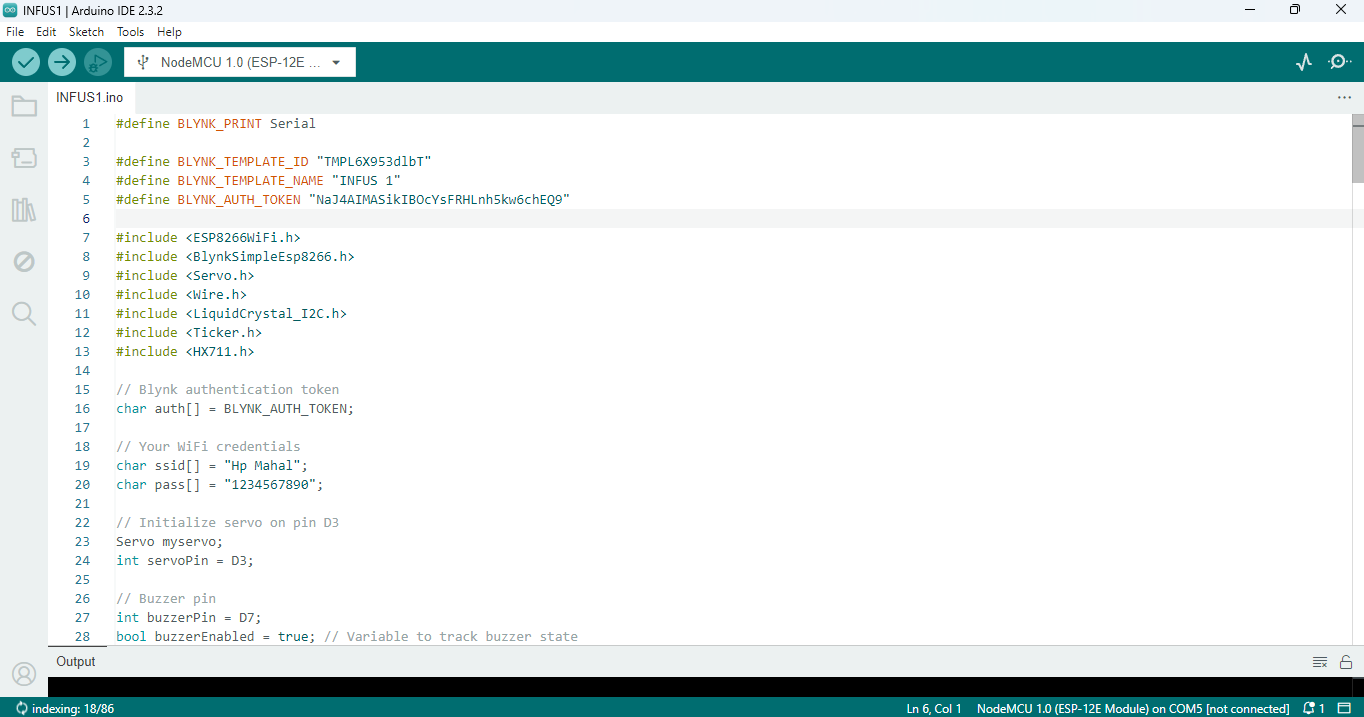 INFUS1 | Arduino IDE 2.3.2
File Edit Sketch Tools Help
NodeMCU 1.0 (ESP-12E ...
INFUS1.ino
1 #define BLYNK_PRINT Serial
2
3 #define BLYNK_TEMPLATE_ID "TMPL6X953dlbT"
4 #define BLYNK_TEMPLATE_NAME "INFUS 1"
5 #define BLYNK_AUTH_TOKEN "NaJ4AIMASikIBOcYsFRHLnh5kw6chEQ9"
6
7 #include <ESP8266WiFi.h>
8 #include <BlynkSimpleEsp8266.h>
9 #include <Servo.h>
10 #include <Wire.h>
11 #include <LiquidCrystal_I2C.h>
12 #include <Ticker.h>
13 #include <HX711.h>
14
15 // Blynk authentication token
16 char auth[] = BLYNK_AUTH_TOKEN;
17
18 // Your WiFi credentials
19 char ssid[] = "Hp Mahal";
20 char pass[] = "1234567890";
21
22 // Initialize servo on pin D3
23 Servo myservo;
24 int servoPin = D3;
25
26 // Buzzer pin
27 int buzzerPin = D7;
28 bool buzzerEnabled = true; // Variable to track buzzer state
Output
indexing: 18/86 Ln 6, Col 1 NodeMCU 1.0 (ESP-12E Module) on COM5 [not connected] 1